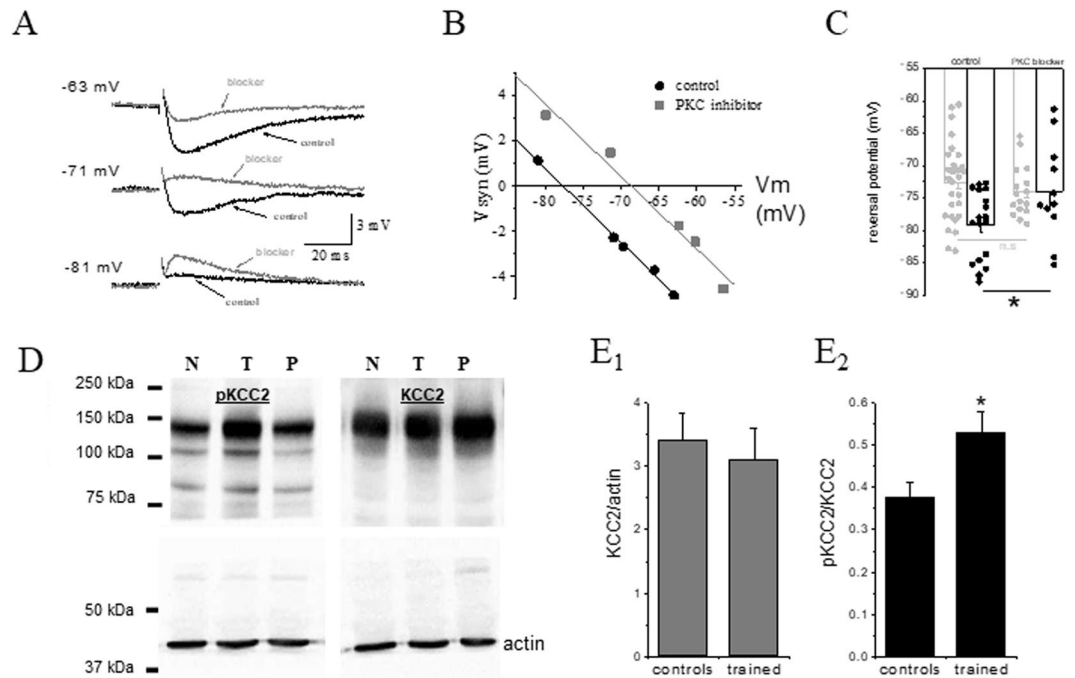 A
-63 mV
blocker
control
-71 mV
blocker
control
3 mV
20 ms
-81 mV
blocker
control
B
control
PKC inhibitor
V syn (mV)
4
2
0
-2
-4
-80
-75
-70
-65
-60
-55
Vm
(mV)
C
control
PKC blocker
reversal potential (mV)
-55
-60
-65
-70
-75
-80
-85
-90
n.s
*
D
N T P
N T P
250 kDa
150 kDa
100 kDa
75 kDa
pKCC2
KCC2
50 kDa
37 kDa
actin
E1
KCC2/actin
4
3
2
1
0
controls trained
E2
pKCC2/KCC2
0.6
0.5
0.4
0.3
0.2
0.1
0.0
*
controls trained